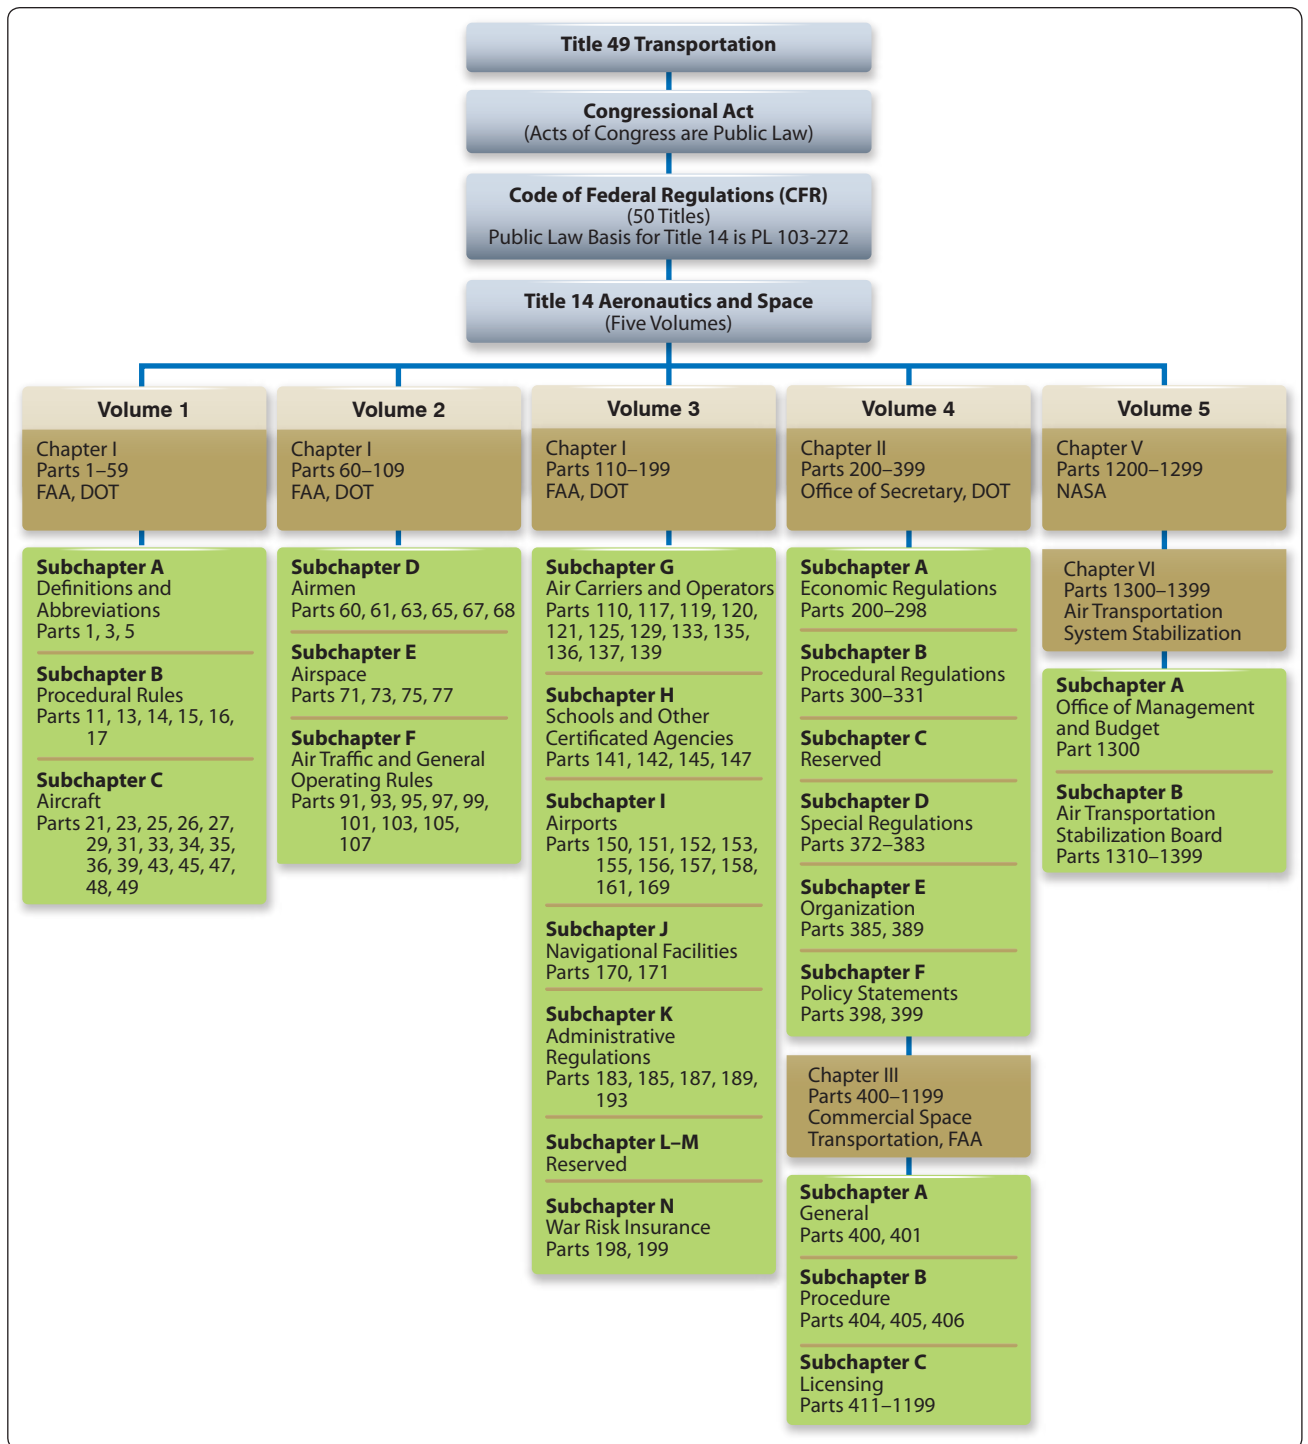 Title 49 Transportation
Congressional Act
(Acts of Congress are Public Law)
Code of Federal Regulations (CFR)
(50 Titles)
Public Law Basis for Title 14 is PL 103-272
Title 14 Aeronautics and Space
(Five Volumes)
Volume 1
Chapter I
Parts 1–59
FAA, DOT
Subchapter A
Definitions and
Abbreviations
Parts 1, 3, 5
Subchapter B
Procedural Rules
Parts 11, 13, 14, 15, 16,
17
Subchapter C
Aircraft
Parts 21, 23, 25, 26, 27,
29, 31, 33, 34, 35,
36, 39, 43, 45, 47,
48, 49
Volume 2
Chapter I
Parts 60–109
FAA, DOT
Subchapter D
Airmen
Parts 60, 61, 63, 65, 67, 68
Subchapter E
Airspace
Parts 71, 73, 75, 77
Subchapter F
Air Traffic and General
Operating Rules
Parts 91, 93, 95, 97, 99,
101, 103, 105,
107
Volume 3
Chapter I
Parts 110–199
FAA, DOT
Subchapter G
Air Carriers and Operators
Parts 110, 117, 119, 120,
121, 125, 129, 133, 135,
136, 137, 139
Subchapter H
Schools and Other
Certificated Agencies
Parts 141, 142, 145, 147
Subchapter I
Airports
Parts 150, 151, 152, 153,
155, 156, 157, 158,
161, 169
Subchapter J
Navigational Facilities
Parts 170, 171
Subchapter K
Administrative
Regulations
Parts 183, 185, 187, 189,
193
Subchapter L–M
Reserved
Subchapter N
War Risk Insurance
Parts 198, 199
Volume 4
Chapter II
Parts 200–399
Office of Secretary, DOT
Subchapter A
Economic Regulations
Parts 200–298
Subchapter B
Procedural Regulations
Parts 300–331
Subchapter C
Reserved
Subchapter D
Special Regulations
Parts 372–383
Subchapter E
Organization
Parts 385, 389
Subchapter F
Policy Statements
Parts 398, 399
Chapter III
Parts 400–1199
Commercial Space
Transportation, FAA
Subchapter A
General
Parts 400, 401
Subchapter B
Procedure
Parts 404, 405, 406
Subchapter C
Licensing
Parts 411–1199
Volume 5
Chapter V
Parts 1200–1299
NASA
Chapter VI
Parts 1300–1399
Air Transportation
System Stabilization
Subchapter A
Office of Management
and Budget
Part 1300
Subchapter B
Air Transportation
Stabilization Board
Parts 1310–1399